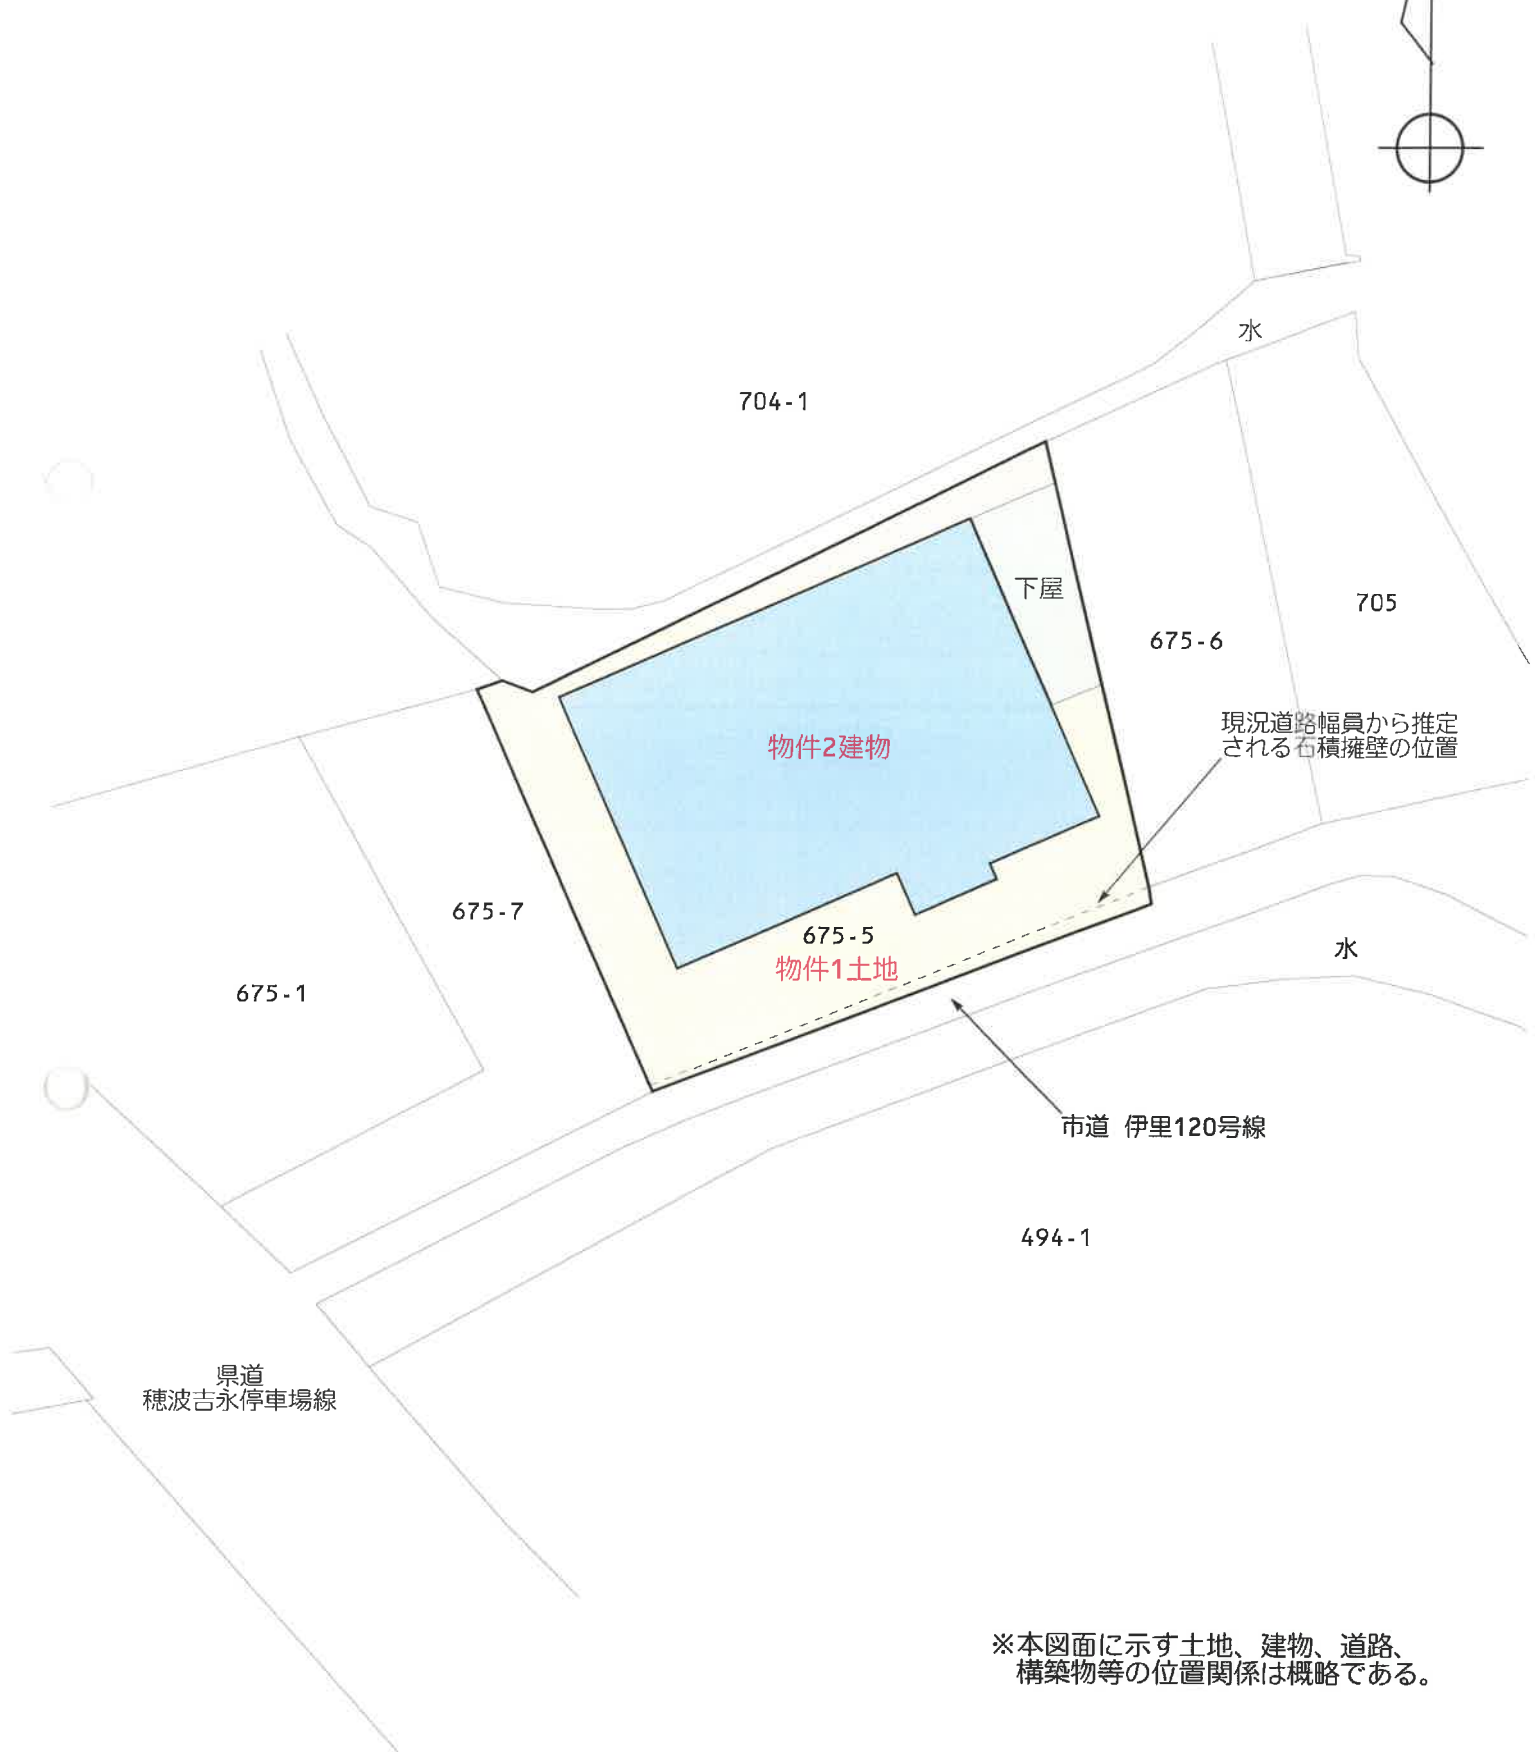 水
704-1
下屋
705
675-6
現況道路幅員から推定
される石積擁壁の位置
物件2建物
675-7
675-5
水
物件1土地
675-1
市道 伊里120号線
494-1
県道
穂波吉永停車場線
※本図面に示す土地、建物、道路、
構築物等の位置関係は概略である。